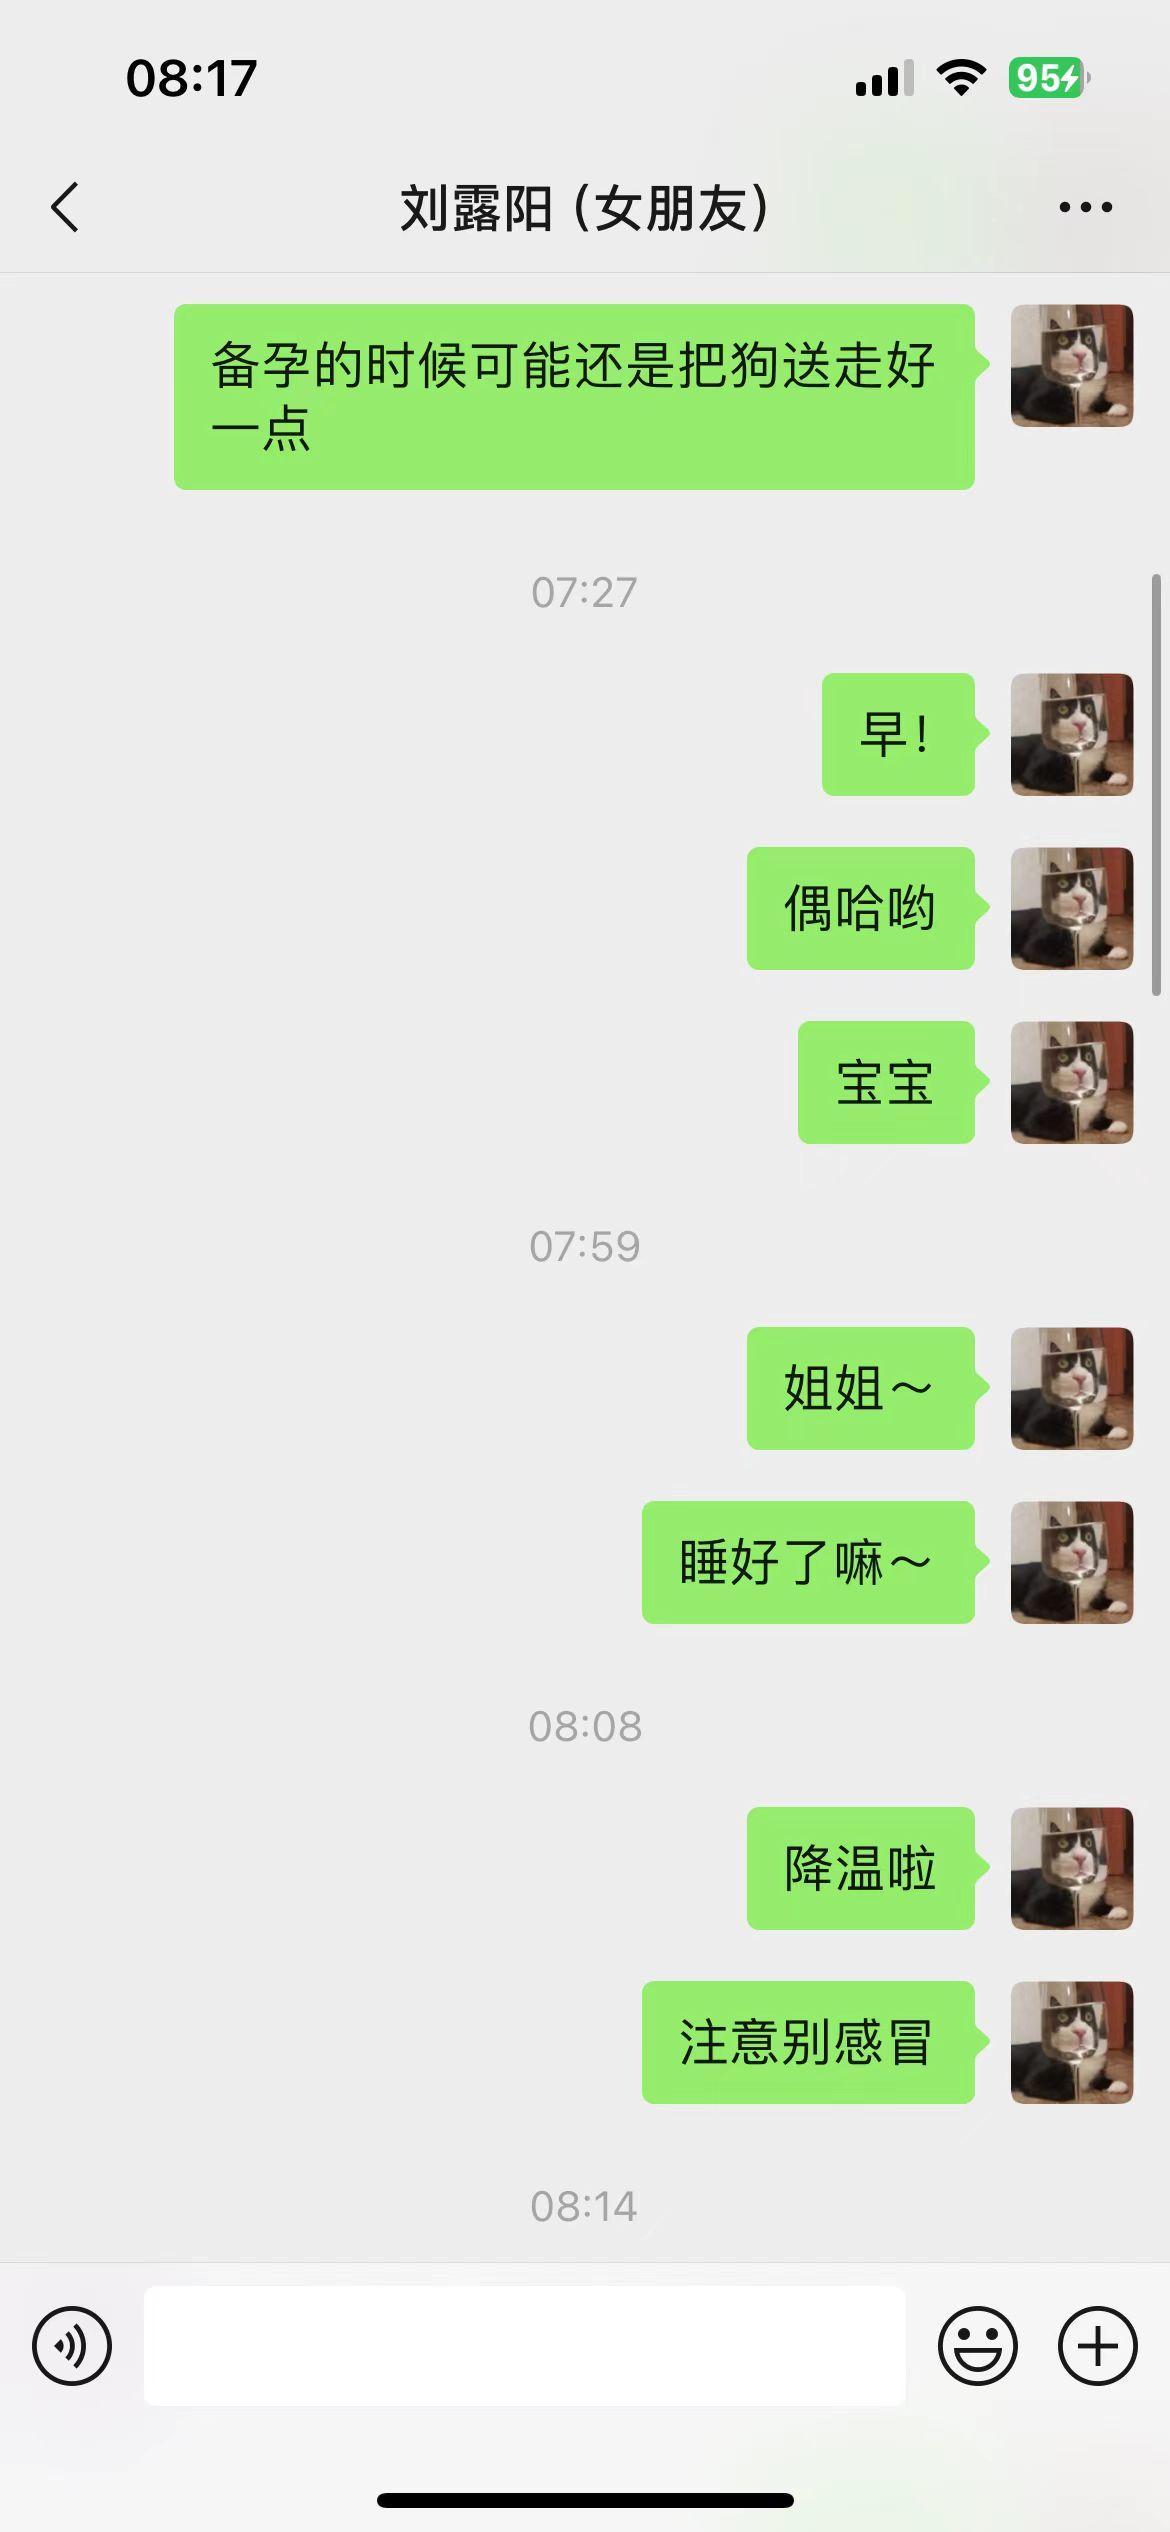 08:17
95
刘露阳（女朋友）
备孕的时候可能还是把狗送走好
一点
07:27
早！
偶哈哟
宝宝
07:59
姐姐～
睡好了嘛～
08:08
降温啦
注意别感冒
08:14